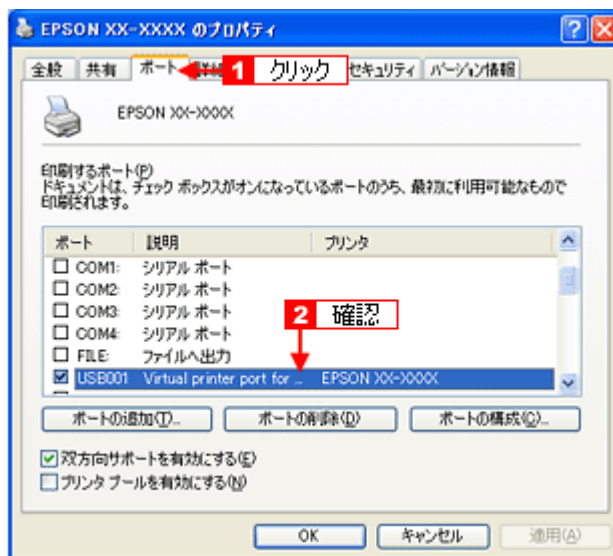 EPSON XX-XXXX のプロパティ
全般 共有 ポート 1 クリック セキュリティ バージョン情報
EPSON XX-XXXX
印刷するポート(P)
ドキュメントは、チェック ボックスがオンになっているポートのうち、最初に利用可能なもので
印刷されます。
ポート 説明 プリンタ
COM1: シリアル ポート
COM2: シリアル ポート
COM3: シリアル ポート
COM4: シリアル ポート
2 確認
FILE: ファイルへ出力
USB001 Virtual printer port for ... EPSON XX-XXXX
ポートの追加(T)... ポートの削除(D) ポートの構成(C)...
双方向サポートを有効にする(E)
プリンタ プールを有効にする(N)
OK キャンセル 適用(A)